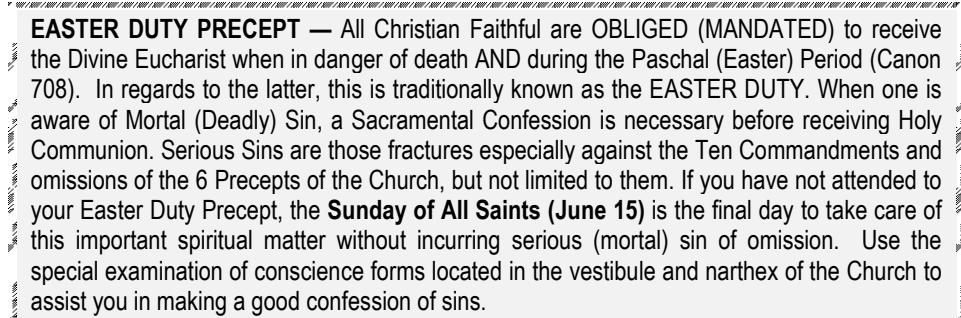 EASTER DUTY PRECEPT — All Christian Faithful are OBLIGED (MANDATED) to receive
the Divine Eucharist when in danger of death AND during the Paschal (Easter) Period (Canon
708). In regards to the latter, this is traditionally known as the EASTER DUTY. When one is
aware of Mortal (Deadly) Sin, a Sacramental Confession is necessary before receiving Holy
Communion. Serious Sins are those fractures especially against the Ten Commandments and
omissions of the 6 Precepts of the Church, but not limited to them. If you have not attended to
your Easter Duty Precept, the Sunday of All Saints (June 15) is the final day to take care of
this important spiritual matter without incurring serious (mortal) sin of omission. Use the
special examination of conscience forms located in the vestibule and narthex of the Church to
assist you in making a good confession of sins.